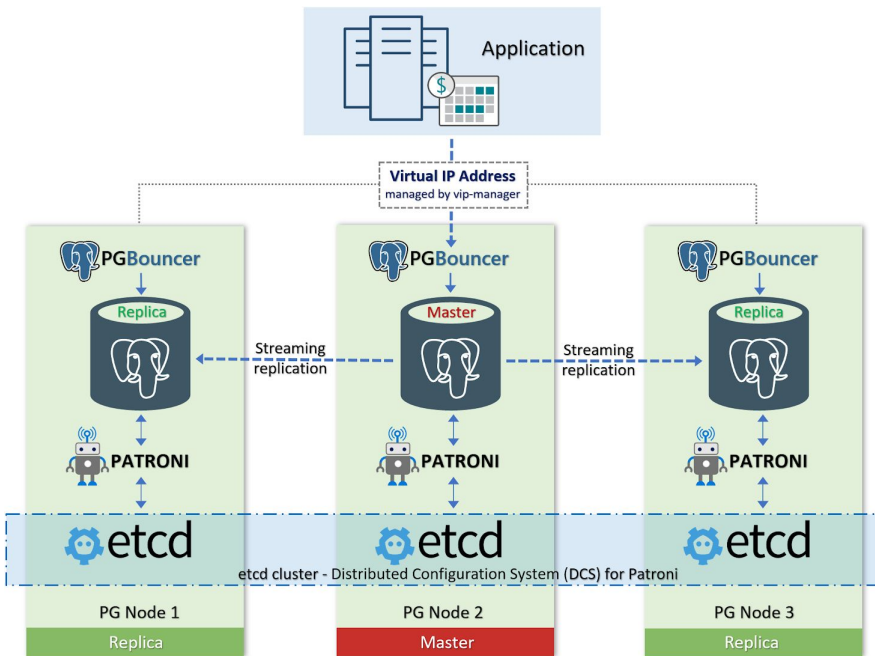 Application
$
Virtual IP Address
managed by vip-manager
PGBouncer
PGBouncer
PGBouncer
Replica
Master
Replica
Streaming
replication
Streaming
replication
PATRONI
PATRONI
PATRONI
etcd
etcd
etcd
etcd cluster - Distributed Configuration System (DCS) for Patroni
PG Node 1
PG Node 2
PG Node 3
Replica
Master
Replica